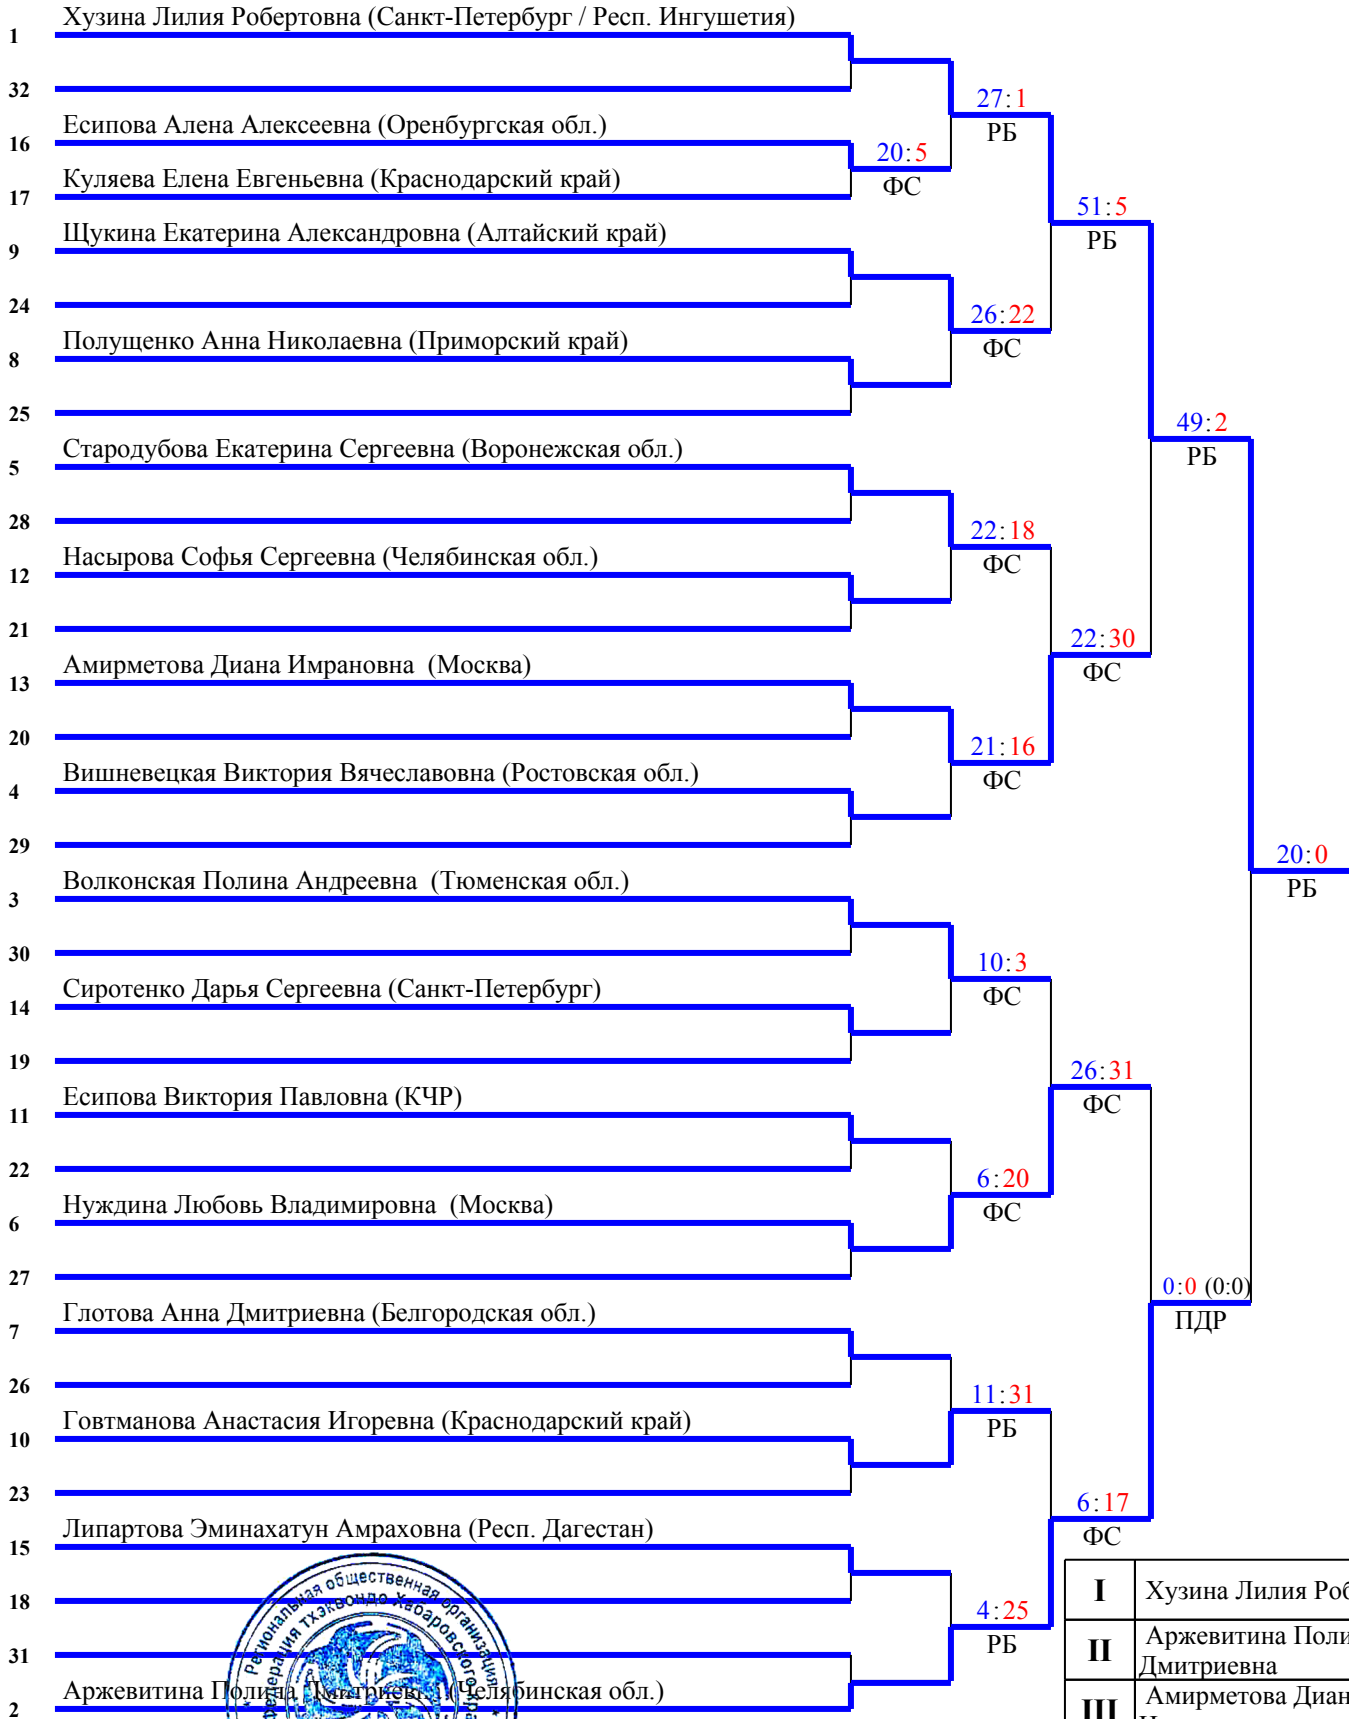 Хузина Лилия Робертовна (Санкт-Петербург / Респ. Ингушетия)
1
32
27:1
РБ
Есипова Алена Алексеевна (Оренбургская обл.)
16
20:5
ФС
Куляева Елена Евгеньевна (Краснодарский край)
17
51:5
РБ
Щукина Екатерина Александровна (Алтайский край)
9
24
26:22
ФС
Полущенко Анна Николаевна (Приморский край)
8
25
49:2
РБ
Стародубова Екатерина Сергеевна (Воронежская обл.)
5
28
22:18
ФС
Насырова Софья Сергеевна (Челябинская обл.)
12
21
22:30
ФС
Амирметова Диана Имрановна (Москва)
13
20
21:16
ФС
Вишневецкая Виктория Вячеславовна (Ростовская обл.)
4
29
20:0
РБ
Волконская Полина Андреевна (Тюменская обл.)
3
30
10:3
ФС
Сиротенко Дарья Сергеевна (Санкт-Петербург)
14
19
26:31
ФС
Есипова Виктория Павловна (КЧР)
11
22
6:20
ФС
Нуждина Любовь Владимировна (Москва)
6
27
0:0 (0:0)
ПДР
Глотова Анна Дмитриевна (Белгородская обл.)
7
26
11:31
РБ
Говтманова Анастасия Игоревна (Краснодарский край)
10
23
6:17
ФС
Липартова Эминахатун Амраховна (Респ. Дагестан)
15
18
4:25
РБ
31
Аржевитина Полина Дмитриевна (Челябинская обл.)
2
Региональная общественная организация
Федерация тхэквондо Хабаровского края
I Хузина Лилия Роб
II Аржевитина Поли
Дмитриевна
III Амирметова Диан